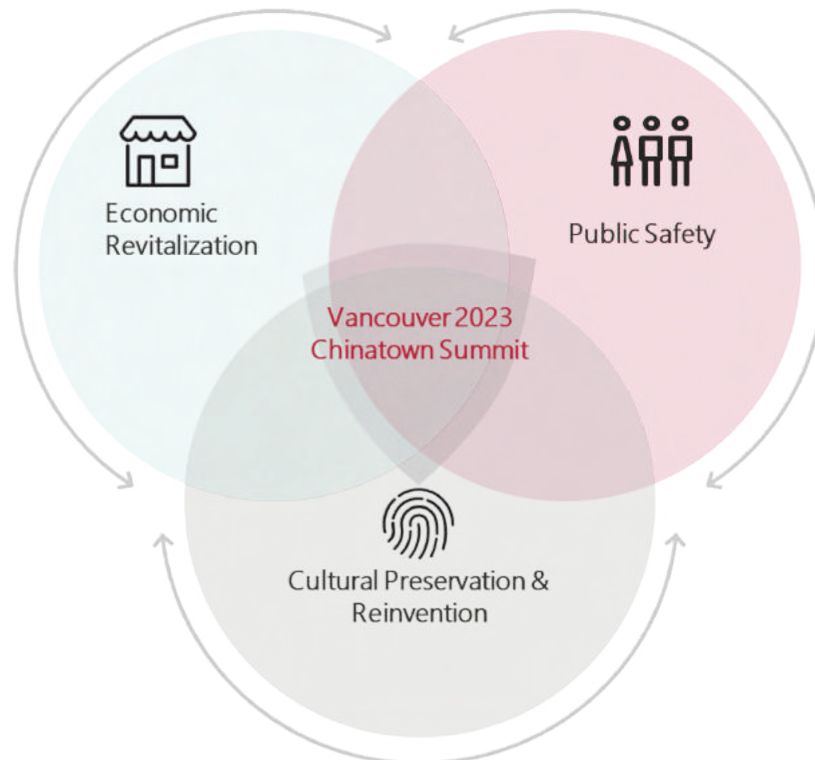 Economic
Revitalization
Public Safety
Vancouver 2023
Chinatown Summit
Cultural Preservation &
Reinvention